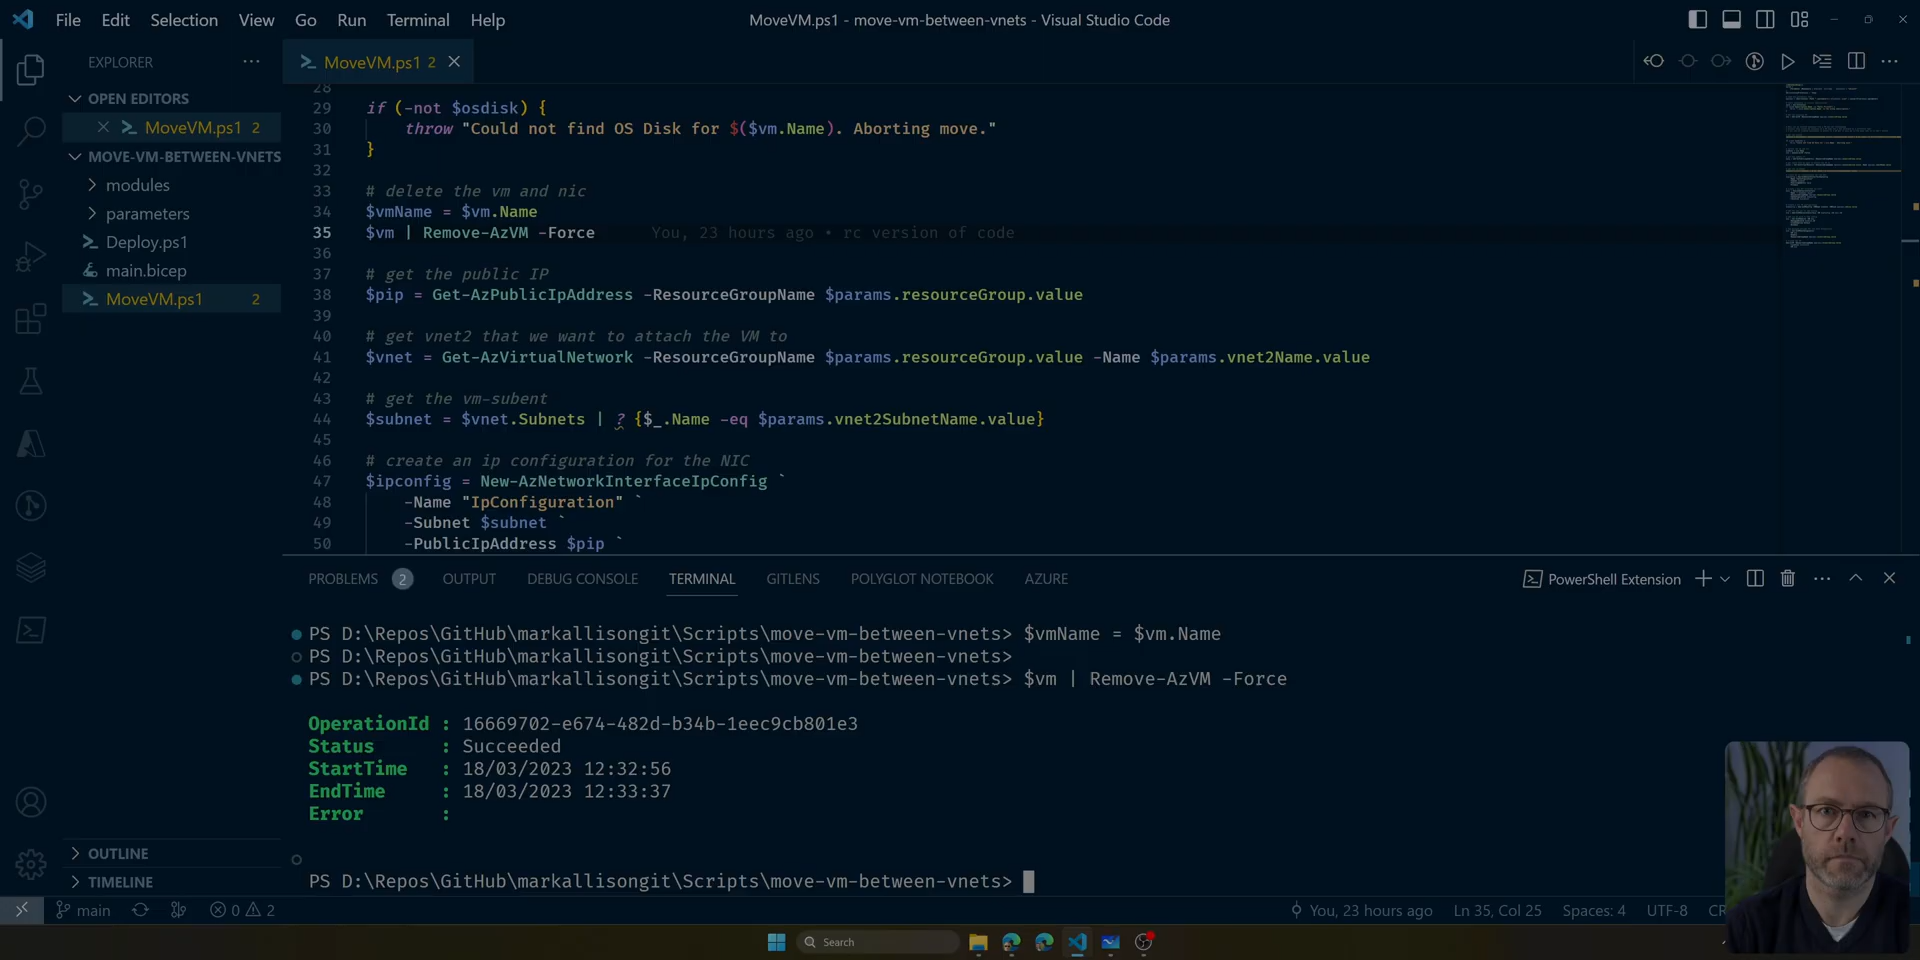 File Edit Selection View Go Run Terminal Help
MoveVM.ps1 - move-vm-between-vnets - Visual Studio Code
EXPLORER
OPEN EDITORS
MoveVM.ps1 2
MOVE-VM-BETWEEN-VNETS
modules
parameters
Deploy.ps1
main.bicep
MoveVM.ps1 2
OUTLINE
TIMELINE
MoveVM.ps1 2
28
29 if (-not $osdisk) {
30 throw "Could not find OS Disk for $($vm.Name). Aborting move."
31 }
32
33 # delete the vm and nic
34 $vmName = $vm.Name
35 $vm | Remove-AzVM -Force You, 23 hours ago • rc version of code
36
37 # get the public IP
38 $pip = Get-AzPublicIpAddress -ResourceGroupName $params.resourceGroup.value
39
40 # get vnet2 that we want to attach the VM to
41 $vnet = Get-AzVirtualNetwork -ResourceGroupName $params.resourceGroup.value -Name $params.vnet2Name.value
42
43 # get the vm-subent
44 $subnet = $vnet.Subnets | ? {$_.Name -eq $params.vnet2SubnetName.value}
45
46 # create an ip configuration for the NIC
47 $ipconfig = New-AzNetworkInterfaceIpConfig `
48 -Name "IpConfiguration" `
49 -Subnet $subnet `
50 -PublicIpAddress $pip `
PROBLEMS 2 OUTPUT DEBUG CONSOLE TERMINAL GITLENS POLYGLOT NOTEBOOK AZURE
PowerShell Extension
PS D:\Repos\GitHub\markallisongit\Scripts\move-vm-between-vnets> $vmName = $vm.Name
PS D:\Repos\GitHub\markallisongit\Scripts\move-vm-between-vnets>
PS D:\Repos\GitHub\markallisongit\Scripts\move-vm-between-vnets> $vm | Remove-AzVM -Force
OperationId : 16669702-e674-482d-b34b-1eec9cb801e3
Status : Succeeded
StartTime : 18/03/2023 12:32:56
EndTime : 18/03/2023 12:33:37
Error :
PS D:\Repos\GitHub\markallisongit\Scripts\move-vm-between-vnets>
main 0 2
You, 23 hours ago Ln 35, Col 25 Spaces: 4 UTF-8 CR
Search